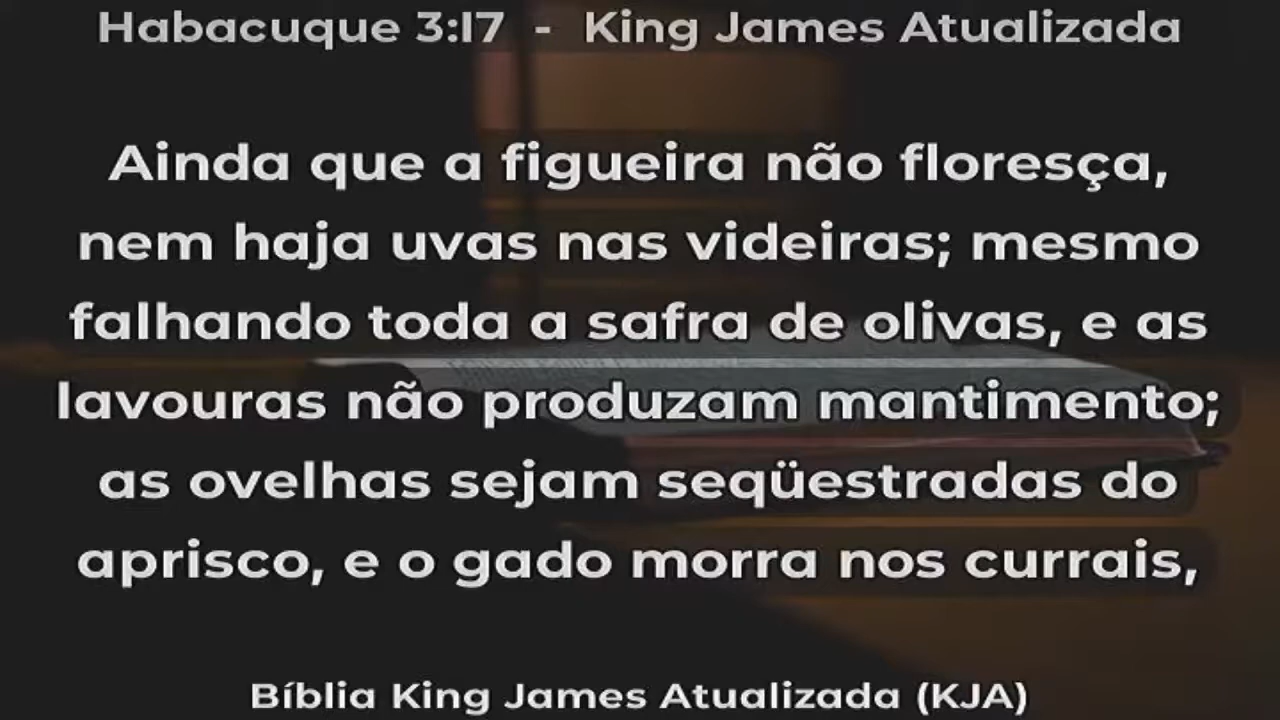 Habacuque 3:17 - King James Atualizada
Ainda que a figueira não floresça,
nem haja uvas nas videiras; mesmo
falhando toda a safra de olivas, e as
lavouras não produzam mantimento;
as ovelhas sejam seqüestradas do
aprisco, e o gado morra nos currais,
Bíblia King James Atualizada (KJA)